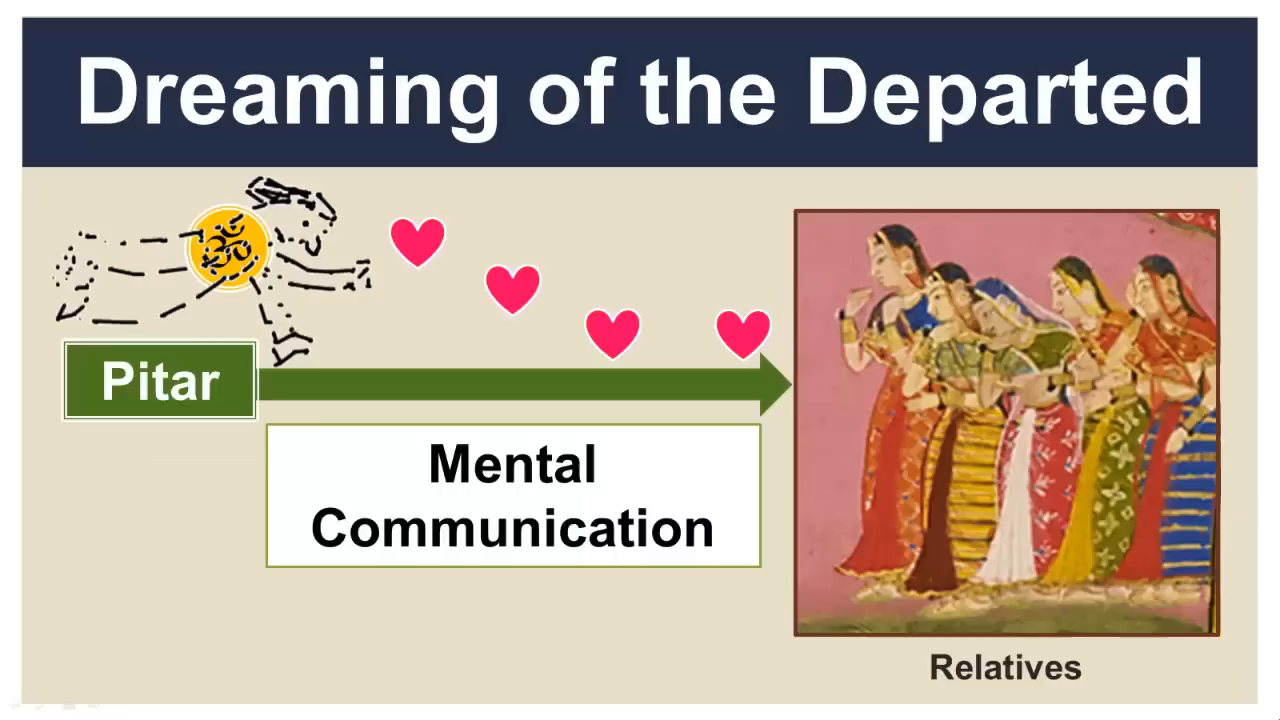 Dreaming of the Departed
ॐ
Pitar
Mental
Communication
Relatives